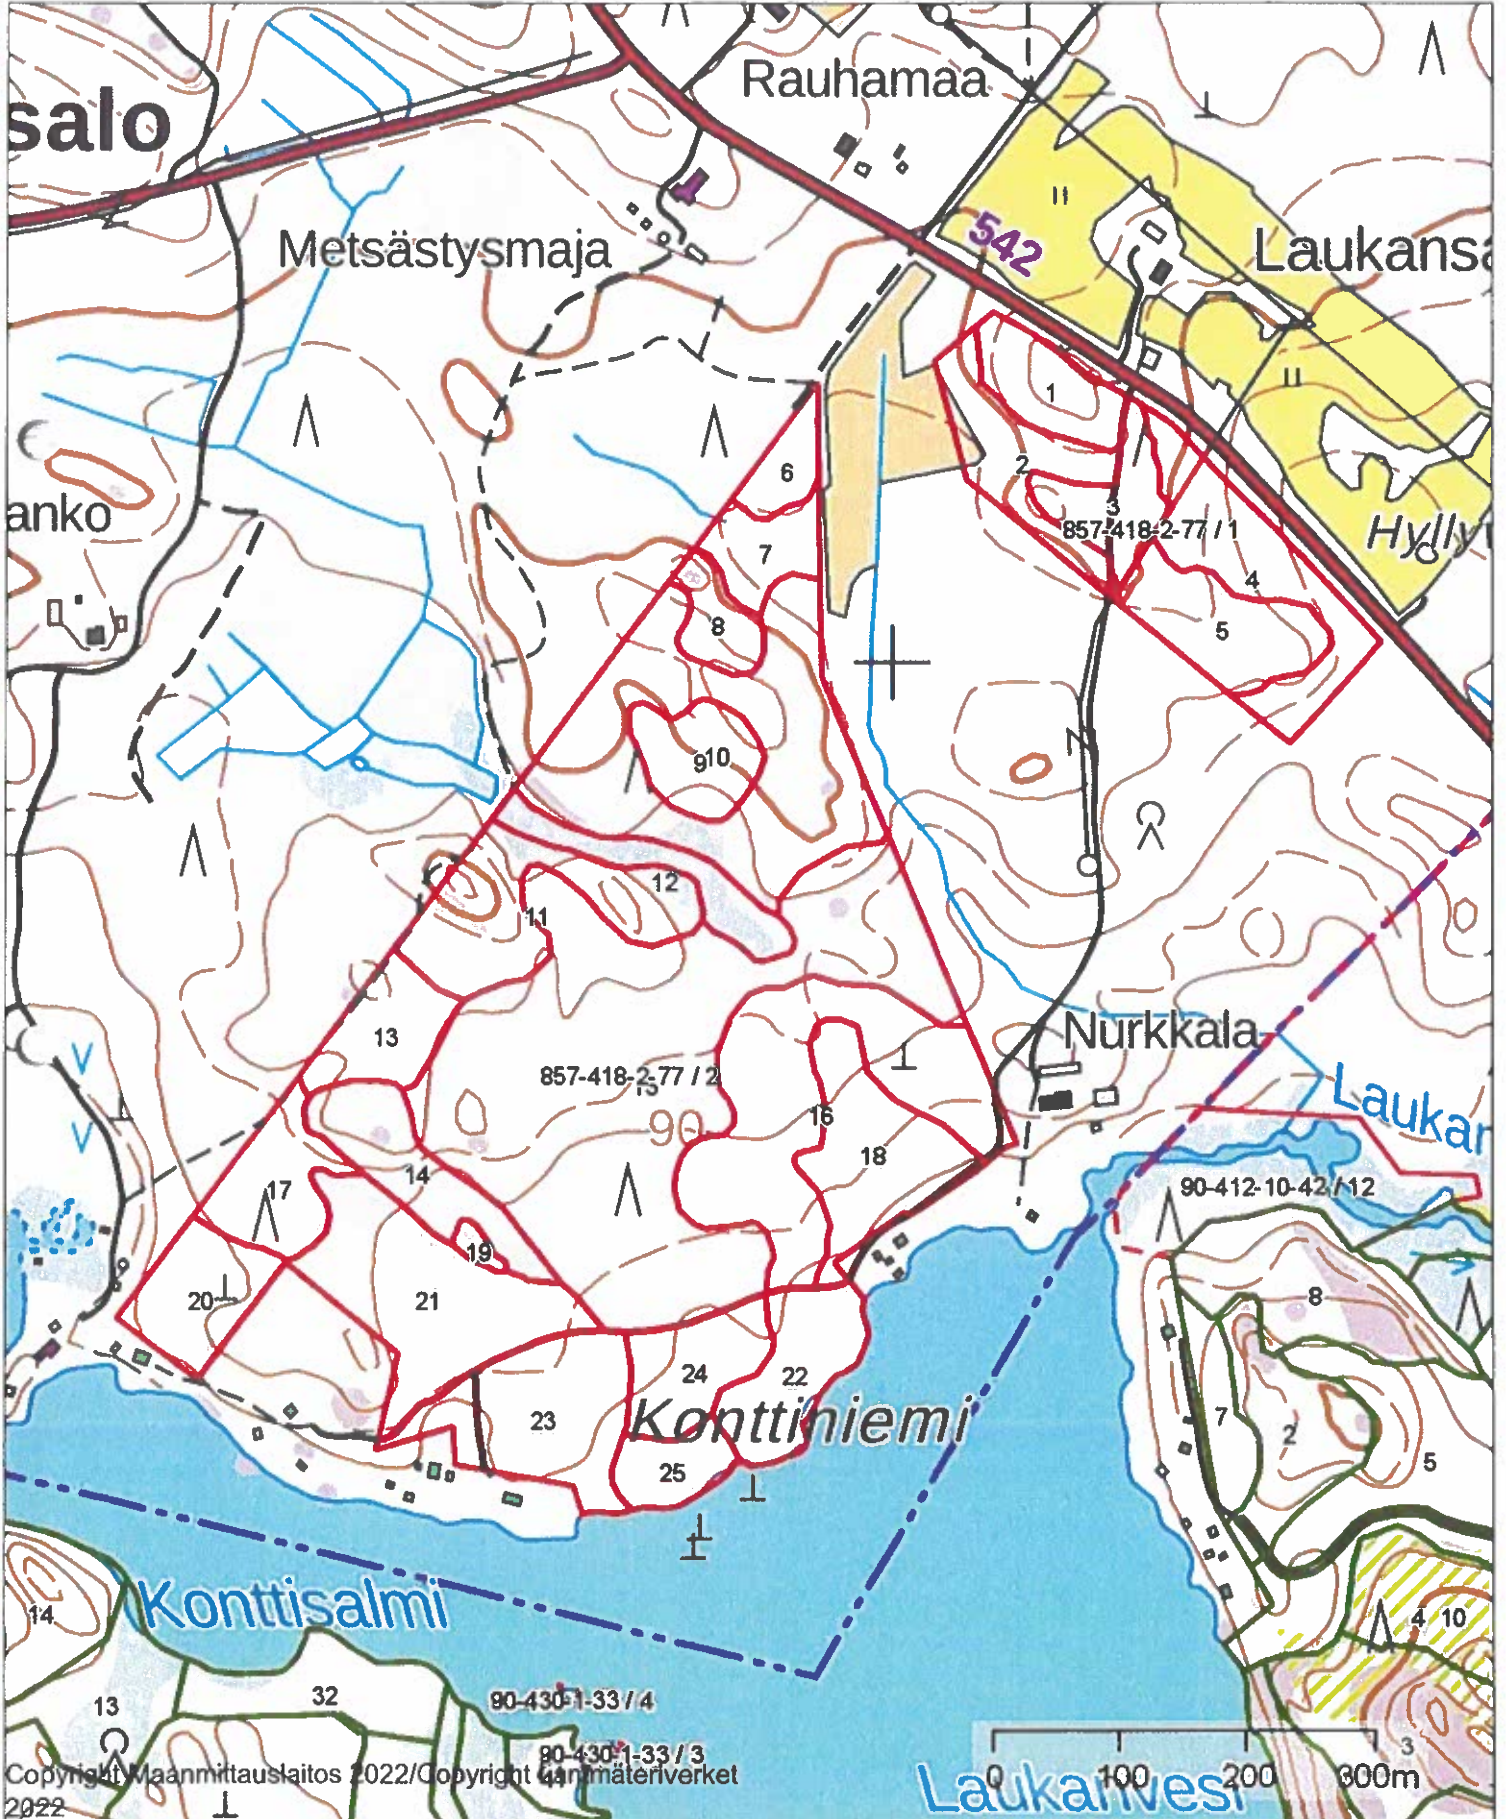 Rauhamaa
salo
542
Metsästysmaja
Laukansa
1
6
2
3
anko
857-418-2-77 / 1
Hylly
7
4
8
5
910
12
11
13
Nurkkala
857-418-2-77 / 2
15
Laukan
16
90
18
14
17
90-412-10-42 / 12
19
20
21
8
24
22
7
23
Konttiniemi
2
25
5
Konttisalmi
14
4 10
32
90-430-1-33 / 4
13
3
90-430-1-33 / 3
Copyright Maanmittauslaitos 2022/Copyright Lantmäteriverket
2022
Laukanvesi
0 100 200 300m